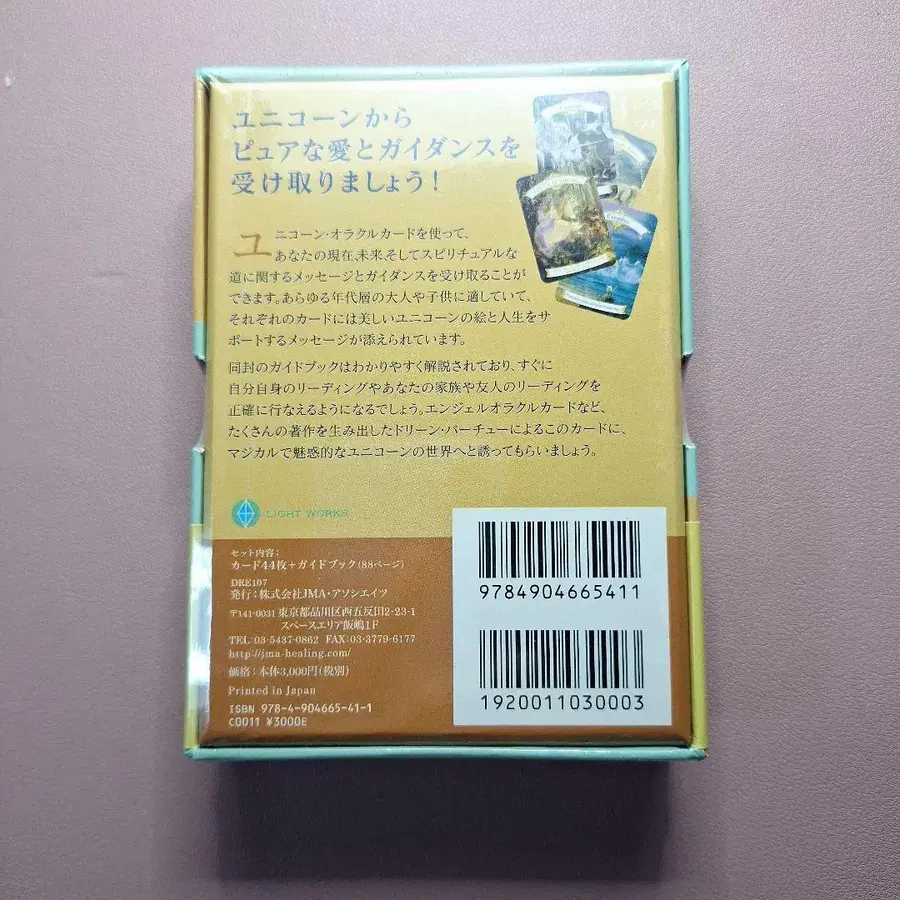 ユニコーンから
ピュアな愛とガイダンスを
受け取りましょう!
ユニコーン・オラクルカードを使って、
あなたの現在、未来、そしてスピリチュアルな
道に関するメッセージとガイダンスを受け取ることが
できます。あらゆる年代層の大人や子供に適していて、
それぞれのカードには美しいユニコーンの絵と人生をサ
ポートするメッセージが添えられています。
同封のガイドブックはわかりやすく解説されており、すぐに
自分自身のリーディングやあなたの家族や友人のリーディングを
正確に行なえるようになるでしょう。エンジェルオラクルカードなど、
たくさんの著作を生み出したドリーン・バーチューによるこのカードに、
マジカルで魅惑的なユニコーンの世界へと誘ってもらいましょう。
LIGHT WORKS
セット内容:
カード44枚+ガイドブック(88ページ)
DRE107
発行:株式会社JMA・アソシエイツ
〒141-0031 東京都品川区西五反田2-23-1
スペースエリア飯嶋1F
TEL 03-5437-0862 FAX:03-3779-6177
http://jma-healing.com/
価格:本体3,000円(税別)
Printed in Japan
ISBN 978-4-904665-41-1
C0011 ¥3000E
9784904665411
1920011030003